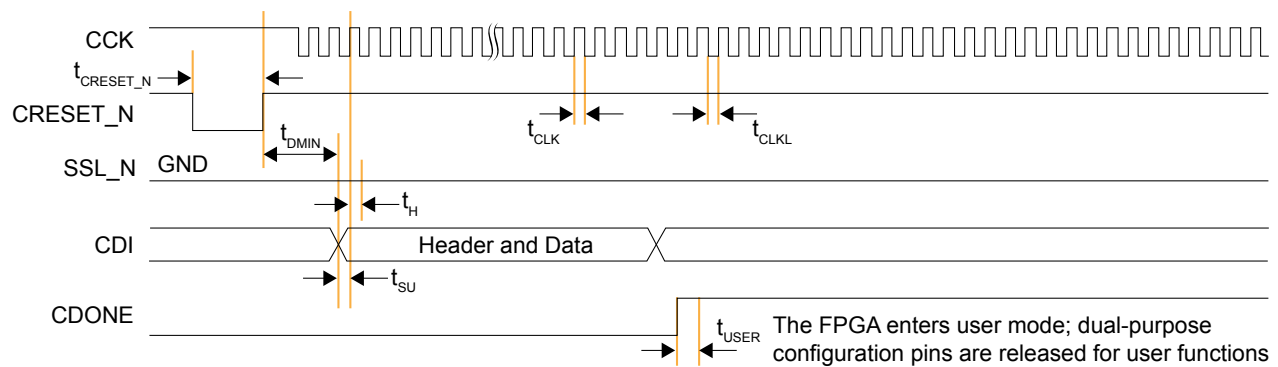 CCK
tCRESET_N
CRESET_N
tCLK
tCLKL
tDMIN
SSL_N
GND
tH
CDI
Header and Data
tSU
CDONE
tUSER
The FPGA enters user mode; dual-purpose
configuration pins are released for user functions